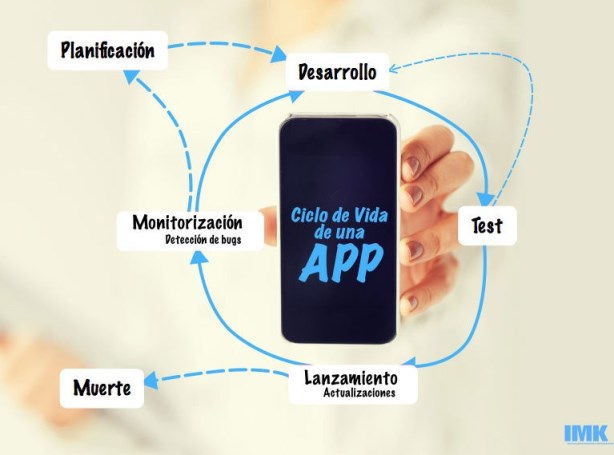 Planificación
Desarrollo
Ciclo de Vida
de una
APP
Monitorización
Detección de bugs
Test
Lanzamiento
Actualizaciones
Muerte
IMK